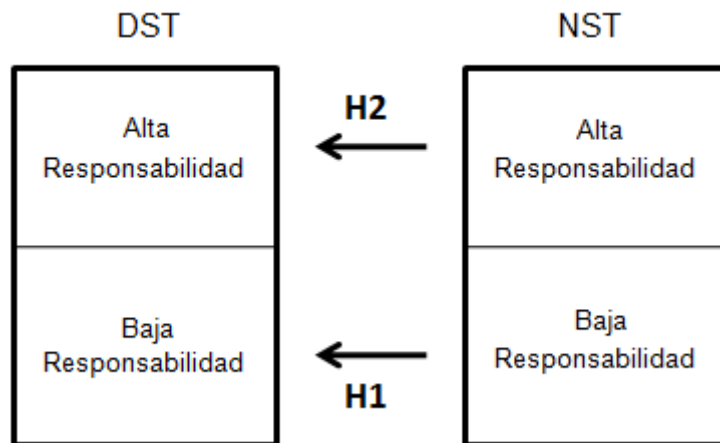 DST
NST
Alta
Responsabilidad
H2
Alta
Responsabilidad
Baja
Responsabilidad
H1
Baja
Responsabilidad